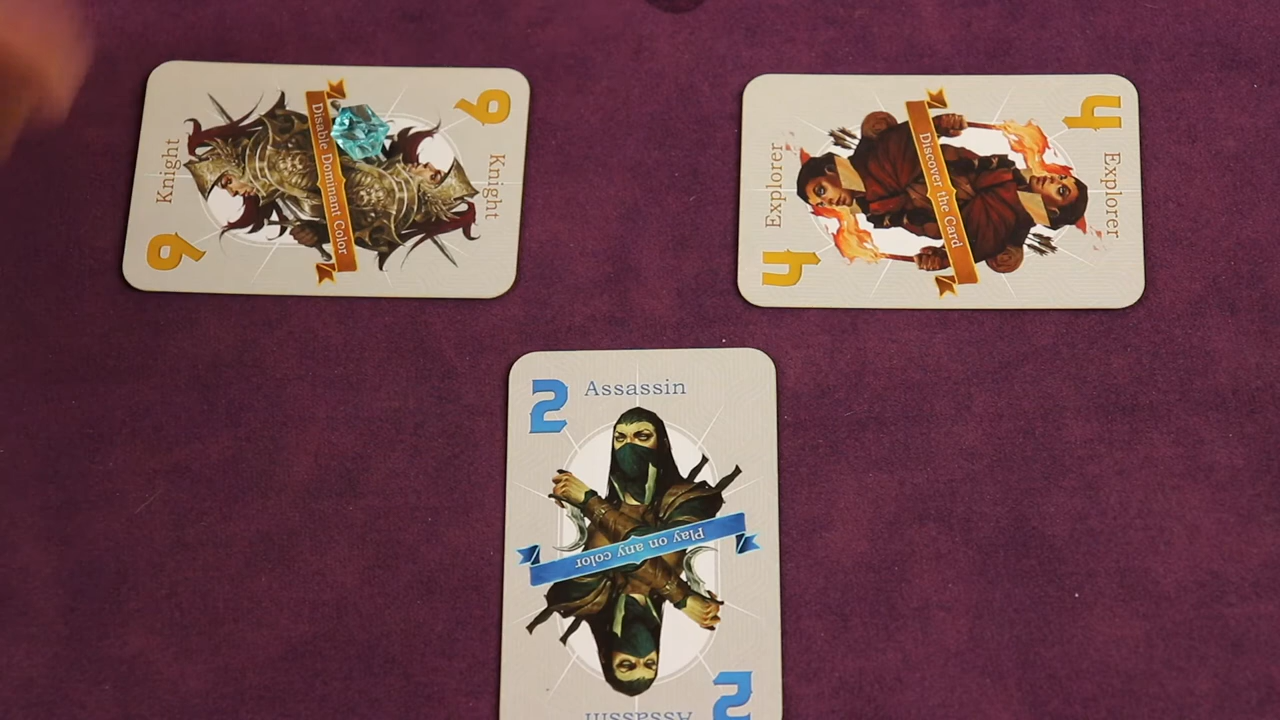 Knight
6
Disable Dominant Color
6
Knight
Explorer
4
Discover the Card
4
Explorer
2 Assassin
Play on any color
2
Assassin